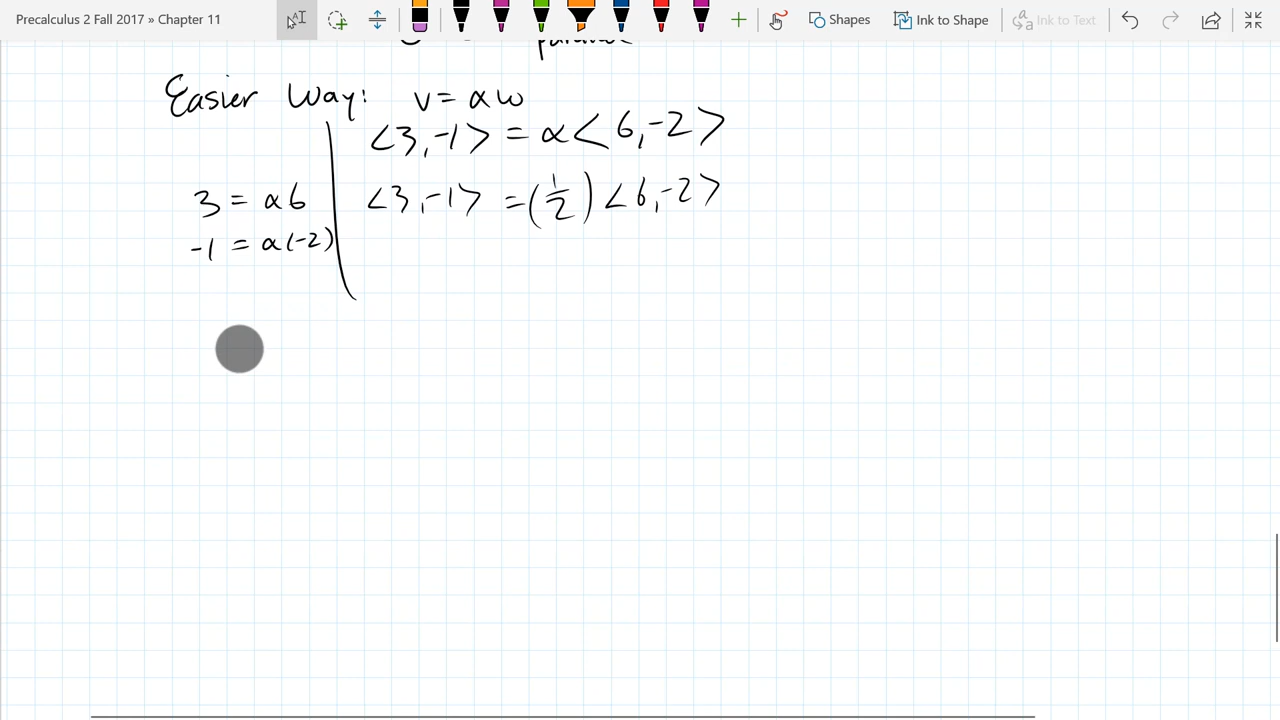 Precalculus 2 Fall 2017 » Chapter 11
Shapes
Ink to Shape
Ink to Text
Easier Way: v = αω
<3, -1> = α<6, -2>
3 = α6
<3, -1> = (1/2) <6, -2>
-1 = α(-2)